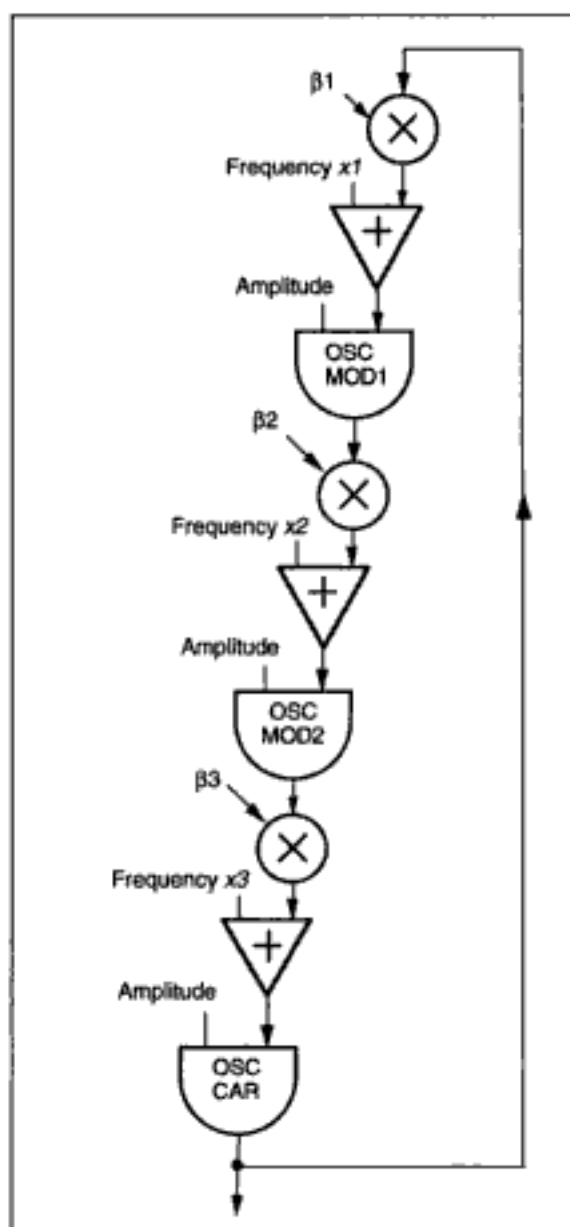 β1
×
Frequency x1
+
Amplitude
OSC
MOD1
β2
×
Frequency x2
+
Amplitude
OSC
MOD2
β3
×
Frequency x3
+
Amplitude
OSC
CAR